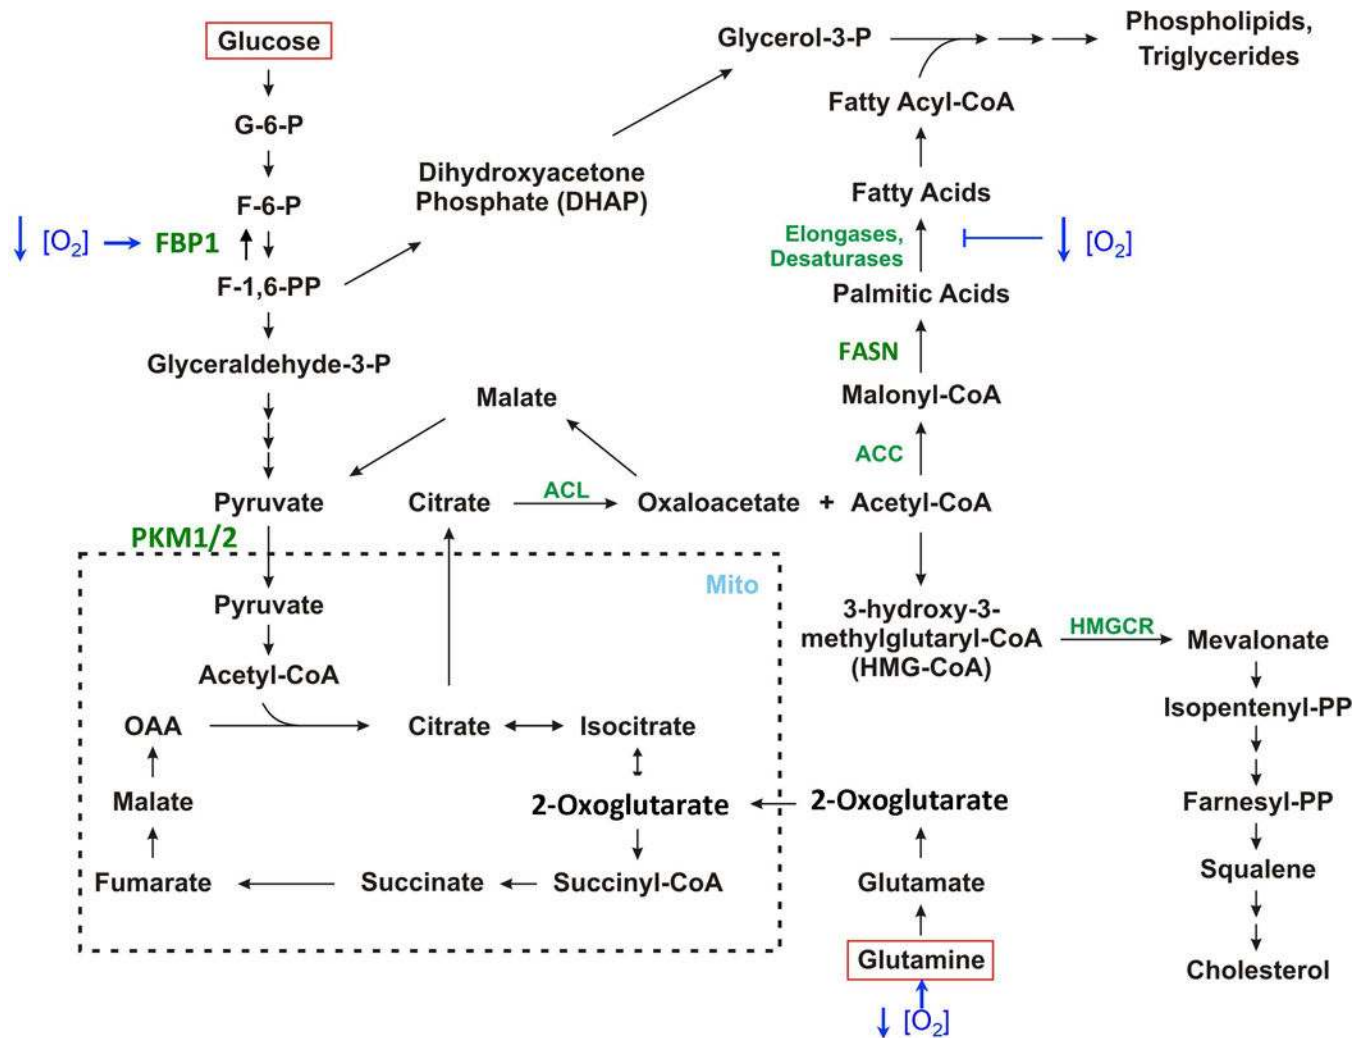 Glucose
G-6-P
F-6-P
↓ [O₂] → FBP1
F-1,6-PP
Glyceraldehyde-3-P
Pyruvate
PKM1/2
Dihydroxyacetone
Phosphate (DHAP)
Glycerol-3-P
Phospholipids,
Triglycerides
Fatty Acyl-CoA
Fatty Acids
Elongases,
Desaturases
↓ [O₂]
Palmitic Acids
FASN
Malonyl-CoA
ACC
Malate
Citrate
ACL
Oxaloacetate + Acetyl-CoA
Mito
Pyruvate
Acetyl-CoA
OAA
Citrate
Isocitrate
Malate
2-Oxoglutarate
2-Oxoglutarate
Fumarate
Succinate
Succinyl-CoA
Glutamate
Glutamine
↓ [O₂]
3-hydroxy-3-
methylglutaryl-CoA
(HMG-CoA)
HMGCR
Mevalonate
Isopentenyl-PP
Farnesyl-PP
Squalene
Cholesterol